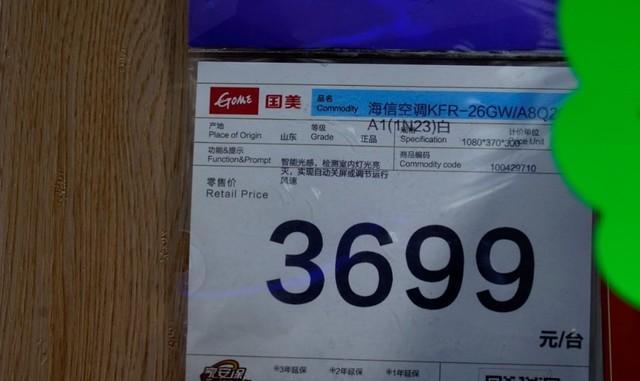 GOME 国美 品名 Commodity 海信空调KFR-26GW/A8Q2
A1(1N23)白
产地 Place of Origin 山东 等级 Grade 正品 Specification 1080*370*300 计价单位
功能&提示 Function&Prompt 智能光感，检测室内灯光亮
灭，实现自动关屏或调节运行
风速
商品编码 Commodity code 100429710
零售价
Retail Price
3699
元/台
*3年延保 *2年延保 *1年延保